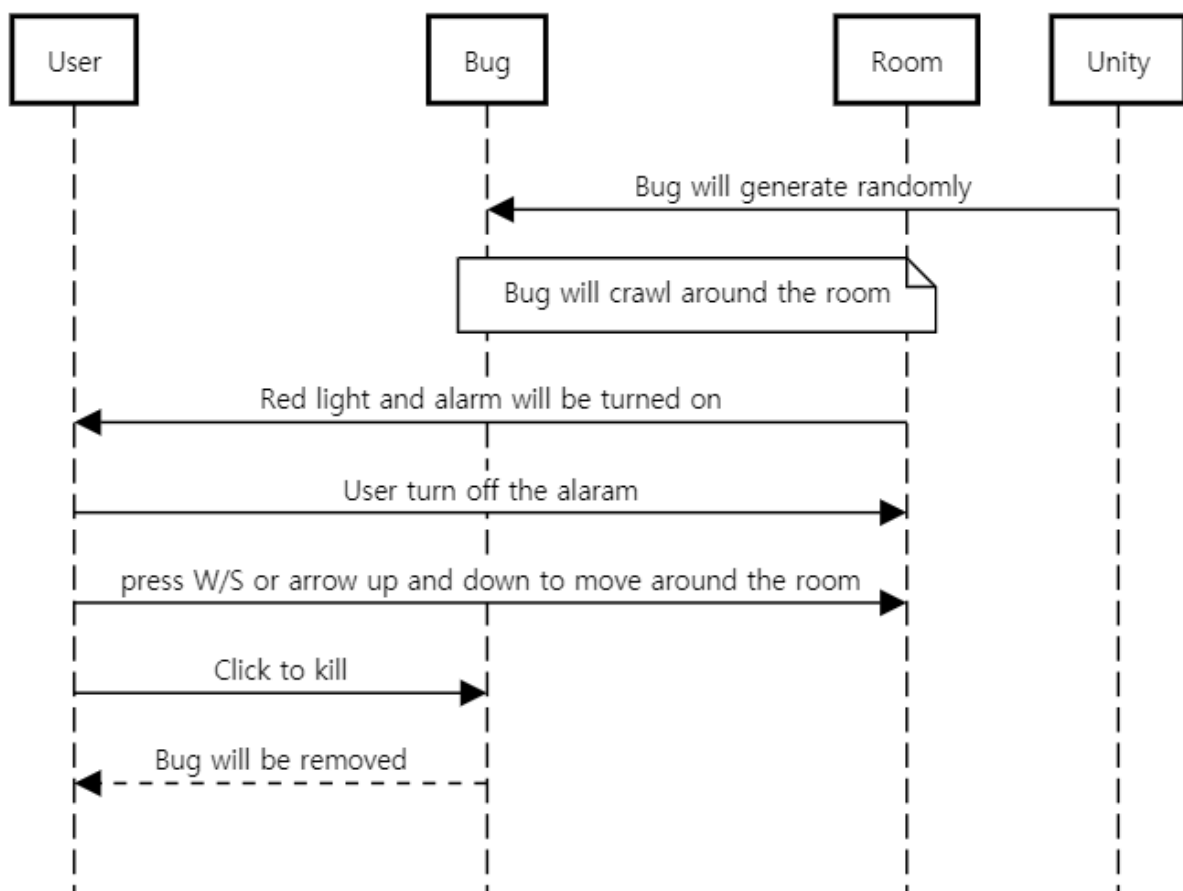 User
Bug
Room
Unity
Bug will generate randomly
Bug will crawl around the room
Red light and alarm will be turned on
User turn off the alaram
press W/S or arrow up and down to move around the room
Click to kill
Bug will be removed